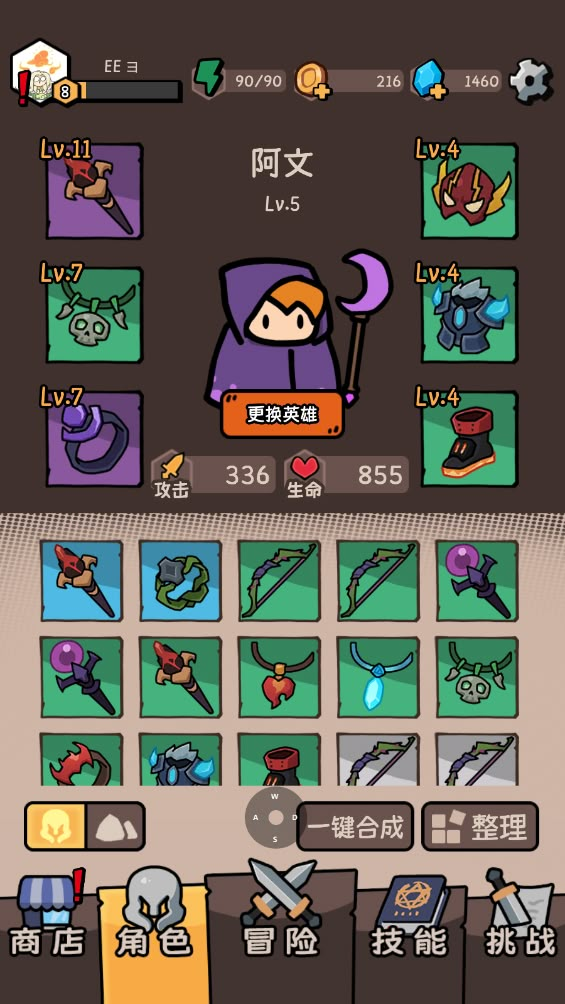 EE ヨ
8
90/90
216
1460
Lv.11
阿文
Lv.5
Lv.4
Lv.7
Lv.4
Lv.7
Lv.4
更换英雄
攻击
336
生命
855
W
A
D
S
一键合成
整理
商店
角色
冒险
技能
挑战